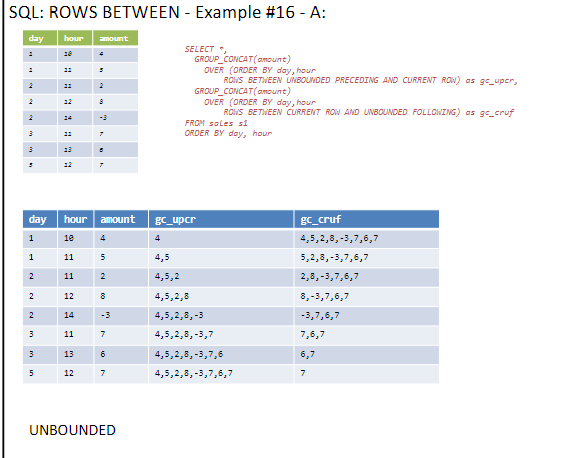 SQL: ROWS BETWEEN - Example #16 - A:
day hour amount
1 10 4
1 11 5
2 11 2
2 12 8
2 14 -3
3 11 7
3 13 6
5 12 7
SELECT *,
GROUP_CONCAT(amount)
OVER (ORDER BY day,hour
ROWS BETWEEN UNBOUNDED PRECEDING AND CURRENT ROW) as gc_upcr,
GROUP_CONCAT(amount)
OVER (ORDER BY day,hour
ROWS BETWEEN CURRENT ROW AND UNBOUNDED FOLLOWING) as gc_cruf
FROM sales s1
ORDER BY day, hour
day hour amount gc_upcr gc_cruf
1 10 4 4 4,5,2,8,-3,7,6,7
1 11 5 4,5 5,2,8,-3,7,6,7
2 11 2 4,5,2 2,8,-3,7,6,7
2 12 8 4,5,2,8 8,-3,7,6,7
2 14 -3 4,5,2,8,-3 -3,7,6,7
3 11 7 4,5,2,8,-3,7 7,6,7
3 13 6 4,5,2,8,-3,7,6 6,7
5 12 7 4,5,2,8,-3,7,6,7 7
UNBOUNDED